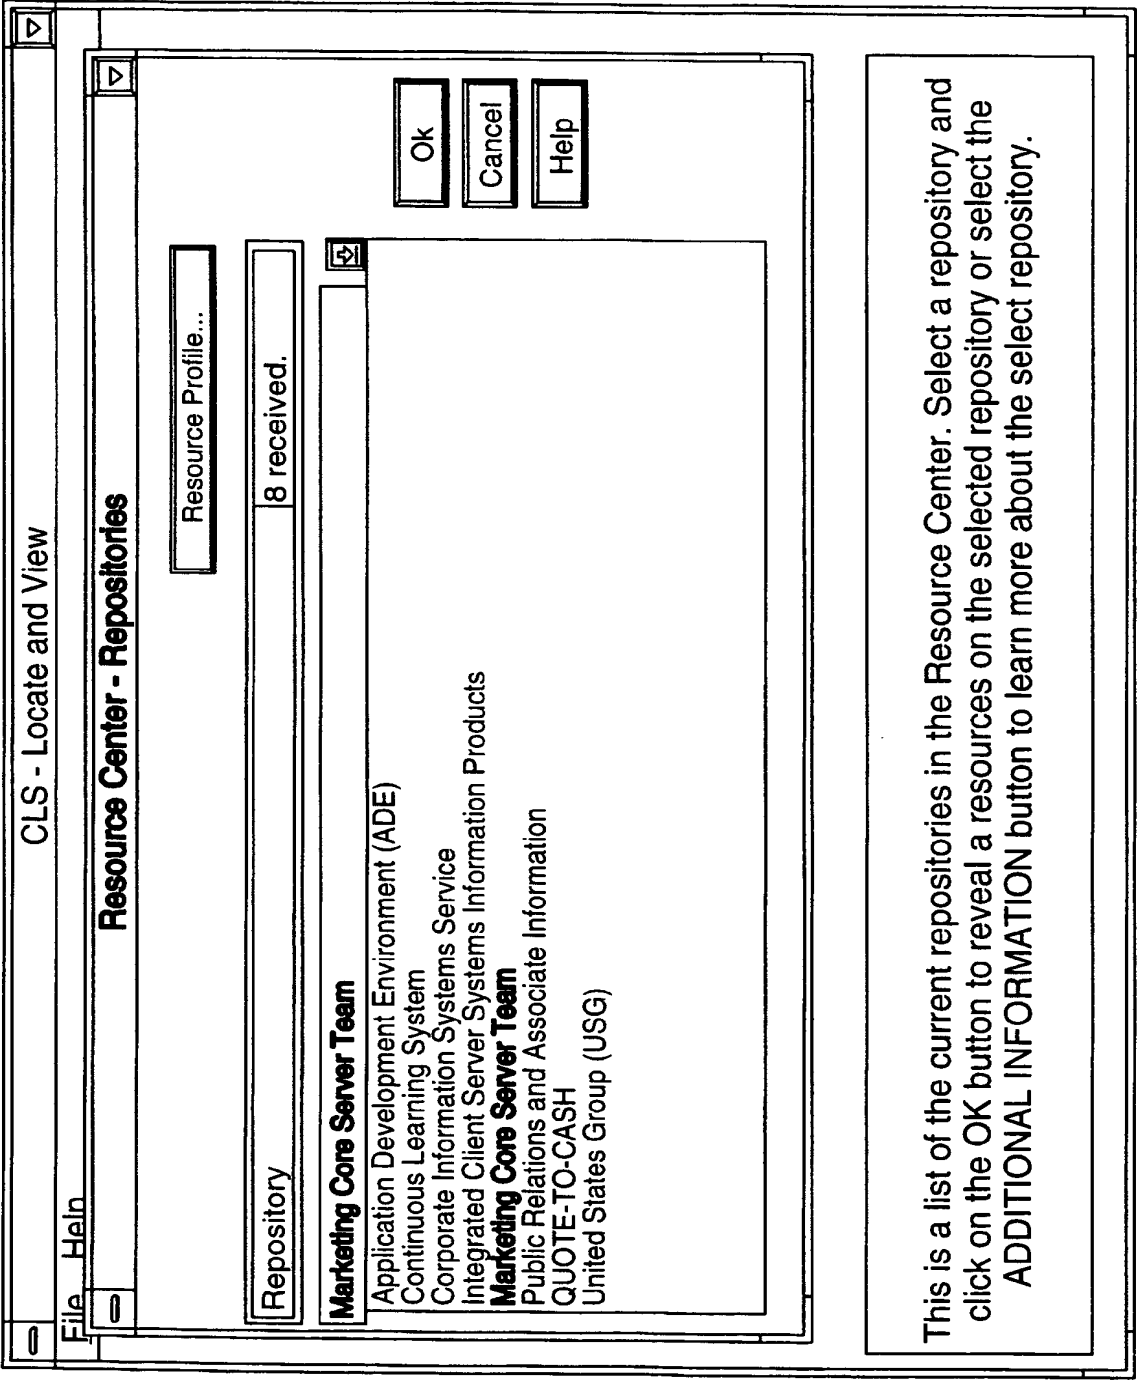 CLS - Locate and View
File Help
Resource Center - Repositories
Resource Profile...
Repository
8 received.
Marketing Core Server Team
Application Development Environment (ADE)
Continuous Learning System
Corporate Information Systems Service
Integrated Client Server Systems Information Products
Marketing Core Server Team
Public Relations and Associate Information
QUOTE-TO-CASH
United States Group (USG)
Ok
Cancel
Help
This is a list of the current repositories in the Resource Center. Select a repository and
click on the OK button to reveal a resources on the selected repository or select the
ADDITIONAL INFORMATION button to learn more about the select repository.